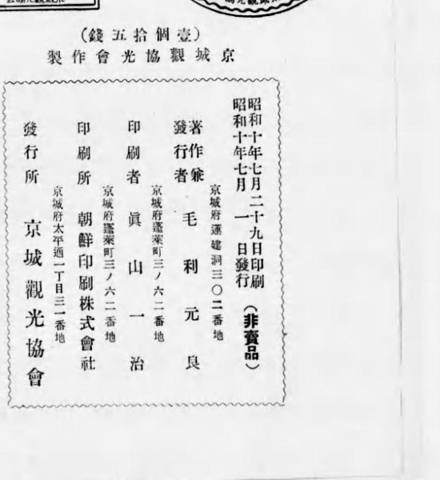 (壹個拾五錢)
京城觀光協會作製
昭和十年七月二十九日印刷
昭和十年七月一日發行
(非賣品)
京城府蓮建洞三〇二番地
著作兼
發行者
毛利元良
京城府蓬萊町三ノ六二番地
印刷者 眞山一治
京城府蓬萊町三ノ六二番地
印刷所 朝鮮印刷株式會社
京城府太平通一丁目三一番地
發行所 京城觀光協會